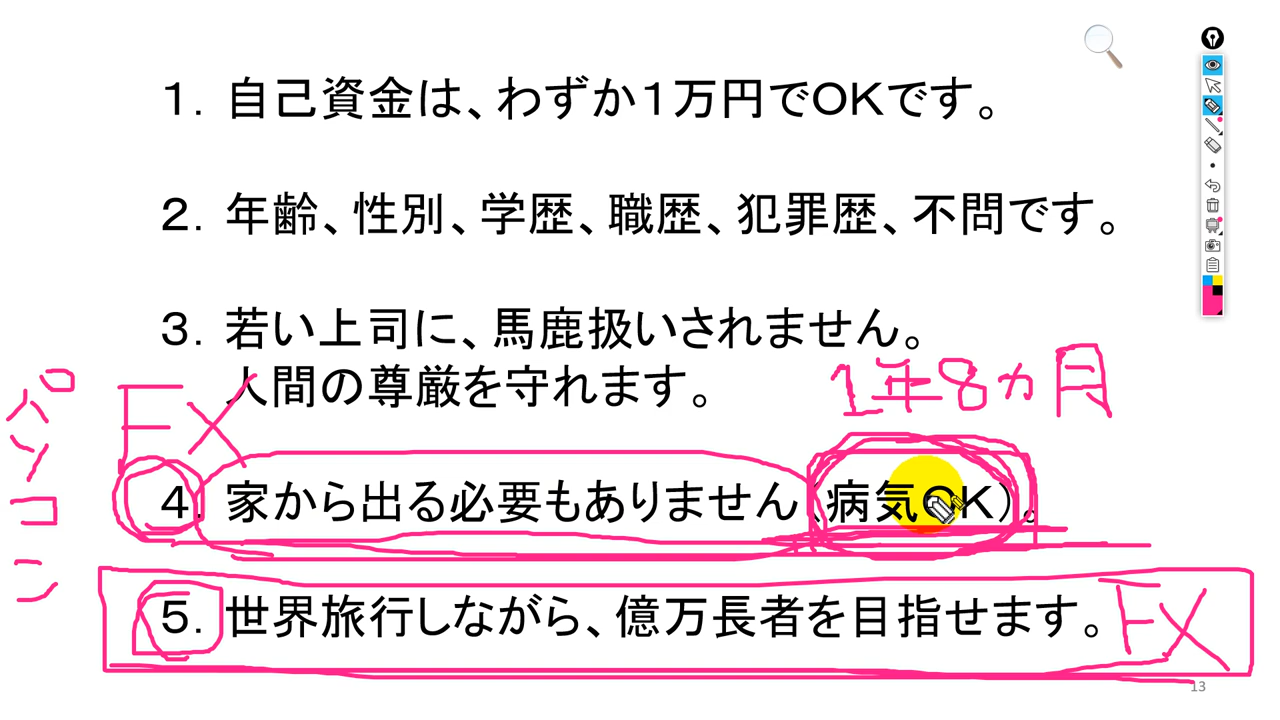 １．自己資金は、わずか１万円でＯＫです。
２．年齢、性別、学歴、職歴、犯罪歴、不問です。
３．若い上司に、馬鹿扱いされません。
人間の尊厳を守れます。
1年8ヵ月
FX
パソコン
４．家から出る必要もありません（病気ＯＫ）。
５．世界旅行しながら、億万長者を目指せます。
FX
13